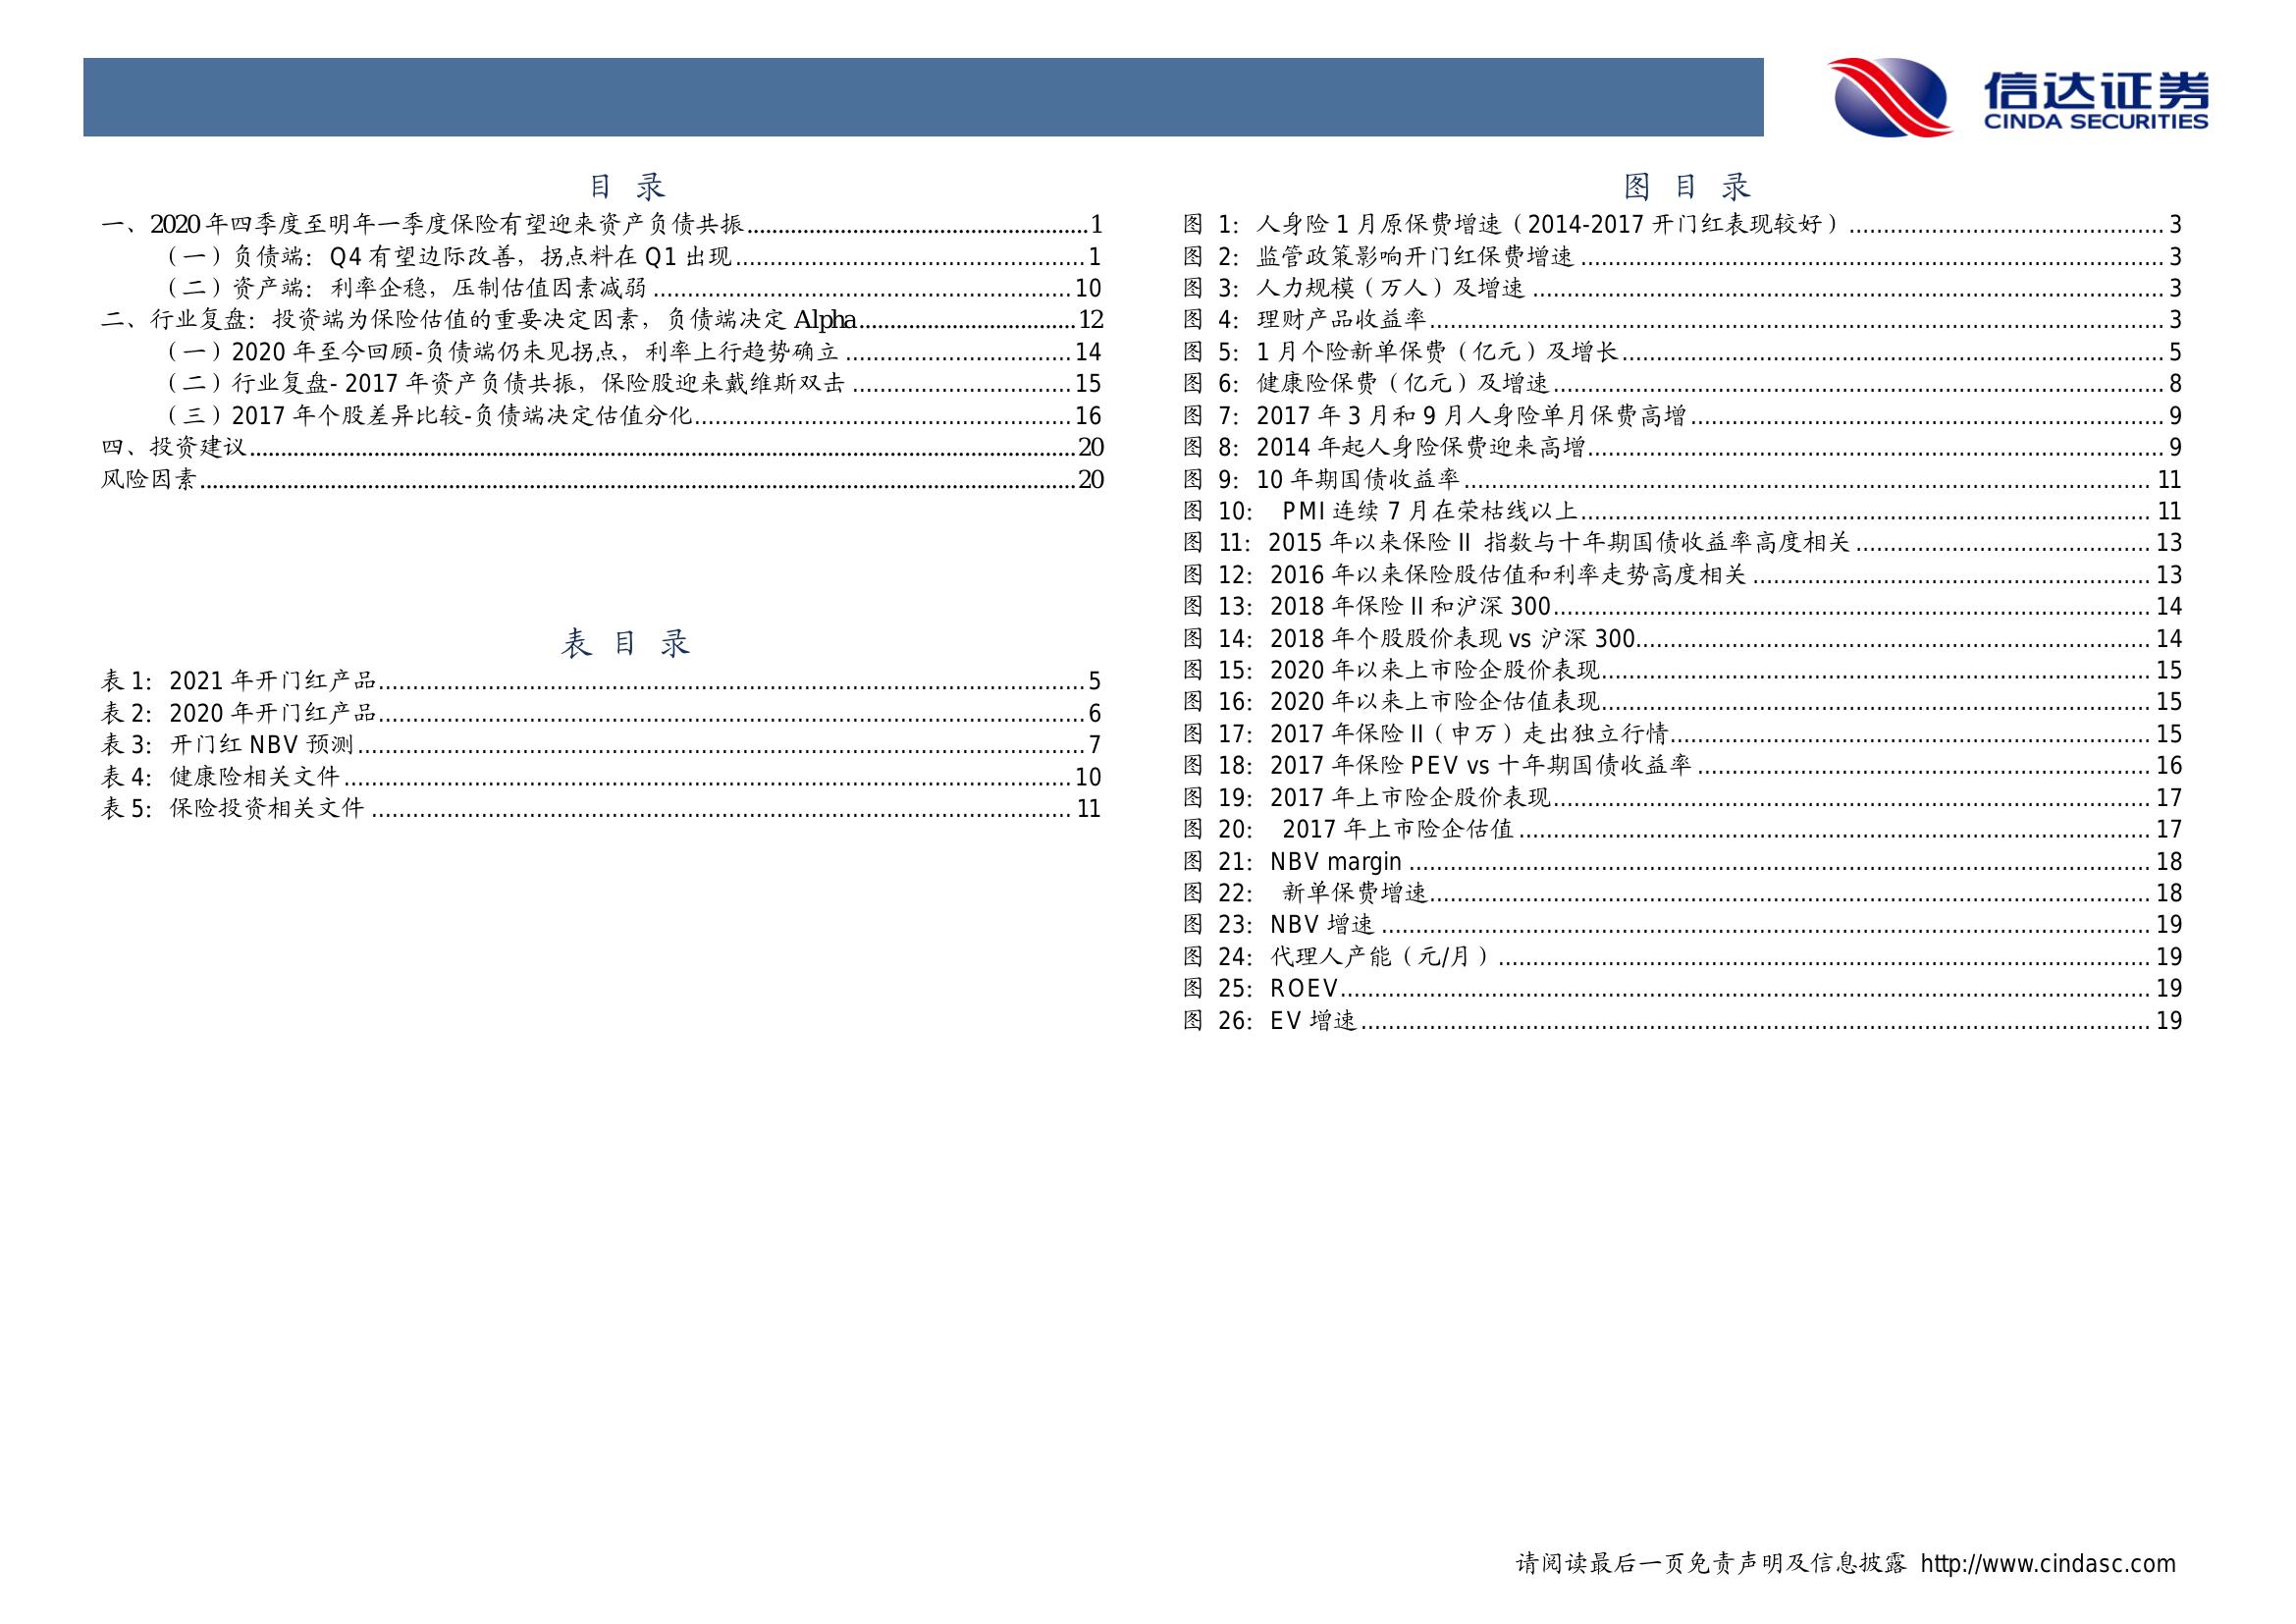 信达证券
CINDA SECURITIES
目 录
一、2020 年四季度至明年一季度保险有望迎来资产负债共振......1
（一）负债端：Q4 有望边际改善，拐点料在 Q1 出现......1
（二）资产端：利率企稳，压制估值因素减弱......10
二、行业复盘：投资端为保险估值的重要决定因素，负债端决定 Alpha......12
（一）2020 年至今回顾-负债端仍未见拐点，利率上行趋势确立......14
（二）行业复盘- 2017 年资产负债共振，保险股迎来戴维斯双击......15
（三）2017 年个股差异比较-负债端决定估值分化......16
四、投资建议......20
风险因素......20
表 目 录
表 1：2021 年开门红产品......5
表 2：2020 年开门红产品......6
表 3：开门红 NBV 预测......7
表 4：健康险相关文件......10
表 5：保险投资相关文件......11
图 目 录
图 1：人身险 1 月原保费增速（2014-2017 开门红表现较好）......3
图 2：监管政策影响开门红保费增速......3
图 3：人力规模（万人）及增速......3
图 4：理财产品收益率......3
图 5：1 月个险新单保费（亿元）及增长......5
图 6：健康险保费（亿元）及增速......8
图 7：2017 年 3 月和 9 月人身险单月保费高增......9
图 8：2014 年起人身险保费迎来高增......9
图 9：10 年期国债收益率......11
图 10： PMI 连续 7 月在荣枯线以上......11
图 11：2015 年以来保险 II 指数与十年期国债收益率高度相关......13
图 12：2016 年以来保险股估值和利率走势高度相关......13
图 13：2018 年保险 II 和沪深 300......14
图 14：2018 年个股股价表现 vs 沪深 300......14
图 15：2020 年以来上市险企股价表现......15
图 16：2020 年以来上市险企估值表现......15
图 17：2017 年保险 II（申万）走出独立行情......15
图 18：2017 年保险 PEV vs 十年期国债收益率......16
图 19：2017 年上市险企股价表现......17
图 20： 2017 年上市险企估值......17
图 21：NBV margin......18
图 22： 新单保费增速......18
图 23：NBV 增速......19
图 24：代理人产能（元/月）......19
图 25：ROEV......19
图 26：EV 增速......19
请阅读最后一页免责声明及信息披露 http://www.cindasc.com